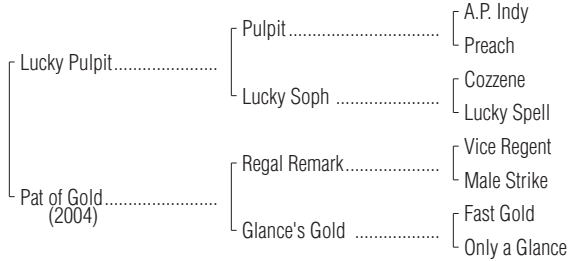 A.P. Indy
Pulpit
Preach
Lucky Pulpit
Cozzene
Lucky Soph
Lucky Spell
Vice Regent
Regal Remark
Male Strike
Pat of Gold
(2004)
Fast Gold
Glance's Gold
Only a Glance